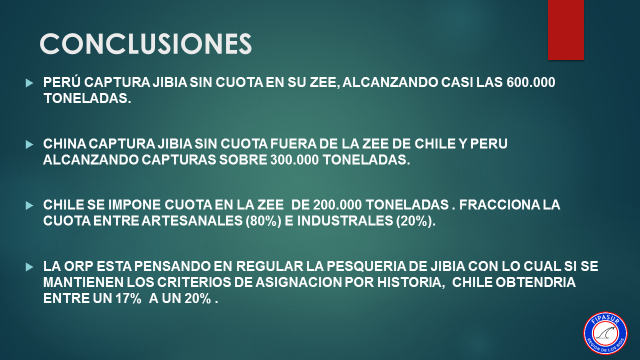 CONCLUSIONES
PERÚ CAPTURA JIBIA SIN CUOTA EN SU ZEE, ALCANZANDO CASI LAS 600.000
TONELADAS.
CHINA CAPTURA JIBIA SIN CUOTA FUERA DE LA ZEE DE CHILE Y PERU
ALCANZANDO CAPTURAS SOBRE 300.000 TONELADAS.
CHILE SE IMPONE CUOTA EN LA ZEE DE 200.000 TONELADAS . FRACCIONA LA
CUOTA ENTRE ARTESANALES (80%) E INDUSTRALES (20%).
LA ORP ESTA PENSANDO EN REGULAR LA PESQUERIA DE JIBIA CON LO CUAL SI SE
MANTIENEN LOS CRITERIOS DE ASIGNACION POR HISTORIA, CHILE OBTENDRIA
ENTRE UN 17% A UN 20% .
FIPASUR
REGION DE LOS RIOS